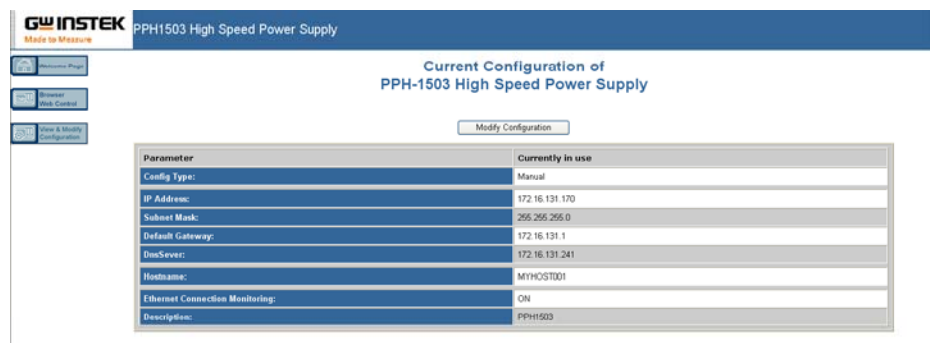 GWINSTEK
Made to Measure
PPH1503 High Speed Power Supply
Welcome Page
Browser
Web Control
View & Modify
Configuration
Current Configuration of
PPH-1503 High Speed Power Supply
Modify Configuration
Parameter Currently in use
Config Type: Manual
IP Address: 172.16.131.170
Subnet Mask: 255.255.255.0
Default Gateway: 172.16.131.1
DmsSever: 172.16.131.241
Hostname: MYHOST001
Ethernet Connection Monitoring: ON
Description: PPH1503